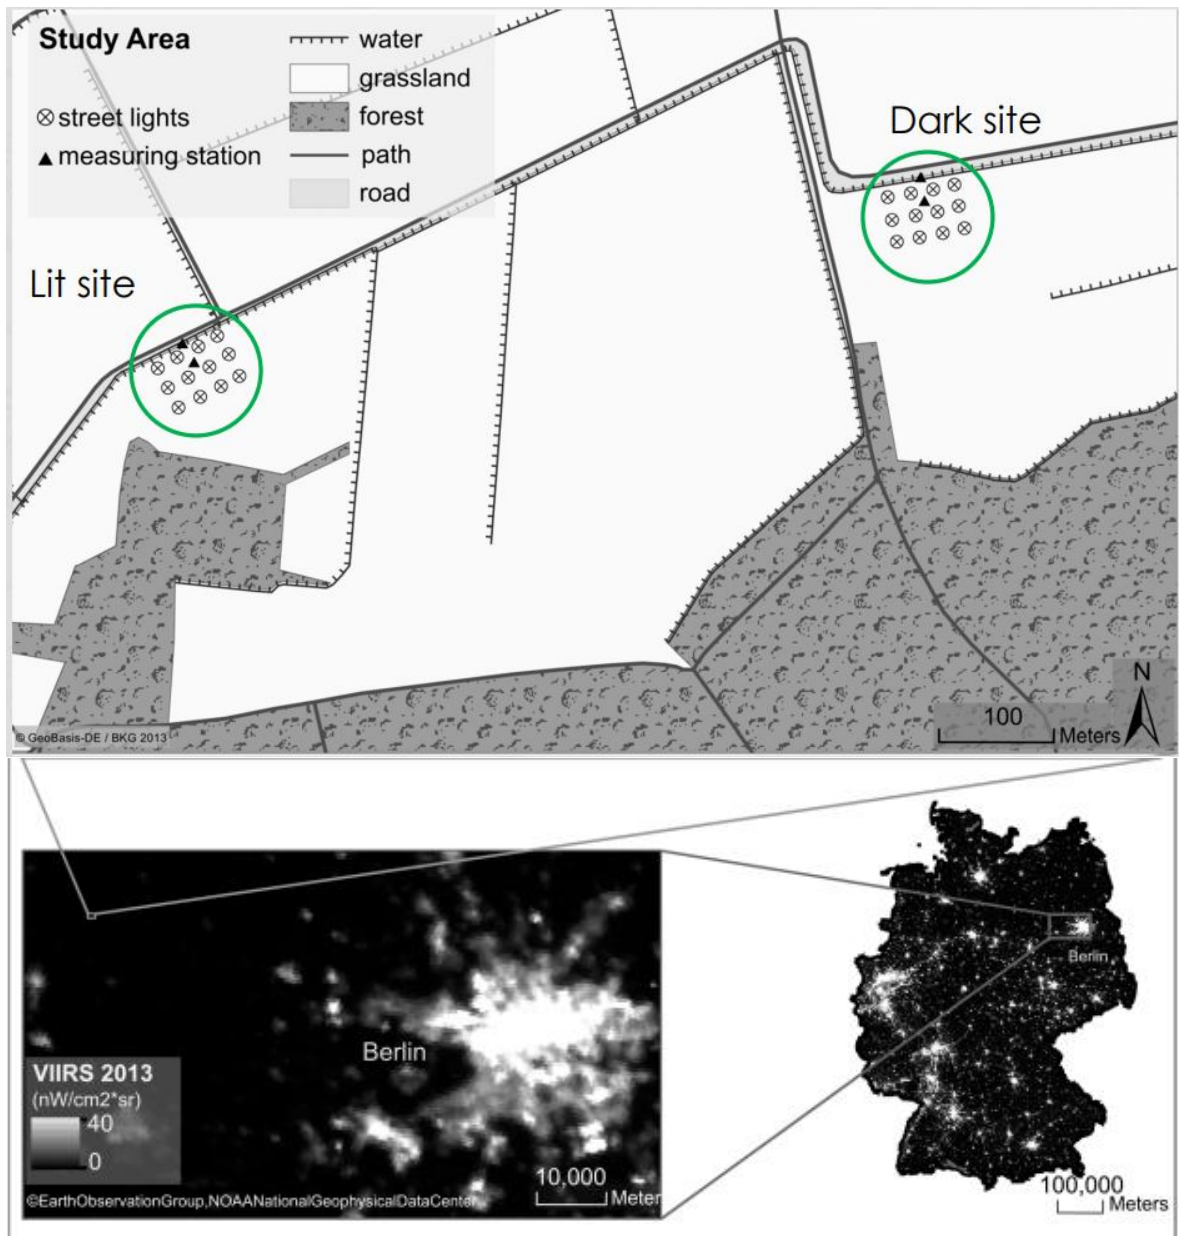 Study Area
water
grassland
street lights
forest
measuring station
path
road
Dark site
Lit site
N
100
Meters
© GeoBasis-DE / BKG 2013
Berlin
Berlin
VIIRS 2013
(nW/cm2*sr)
40
0
10,000
Meter
©EarthObservationGroup,NOAANationalGeophysicalDataCenter
100,000
Meters